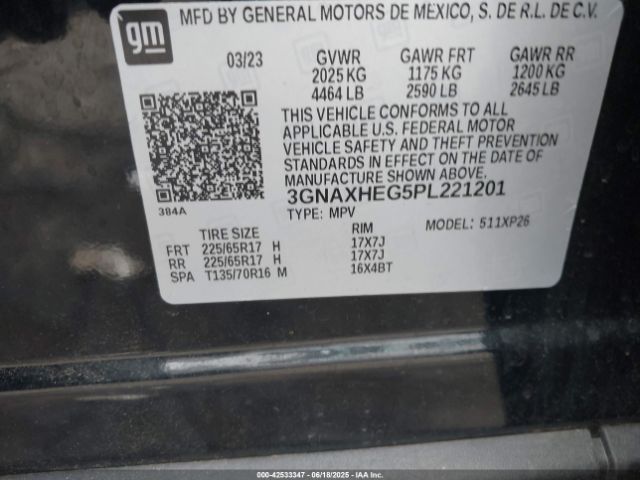 gm
MFD BY GENERAL MOTORS DE MEXICO, S. DE R.L. DE C.V.
03/23 GVWR GAWR FRT GAWR RR
2025 KG 1175 KG 1200 KG
4464 LB 2590 LB 2645 LB
THIS VEHICLE CONFORMS TO ALL
APPLICABLE U.S. FEDERAL MOTOR
VEHICLE SAFETY AND THEFT PREVENTION
STANDARDS IN EFFECT ON THE DATE OF
MANUFACTURE SHOWN ABOVE.
3GNAXHEG5PL221201
384A
TYPE: MPV MODEL: 511XP26
TIRE SIZE RIM
FRT 225/65R17 H 17X7J
RR 225/65R17 H 17X7J
SPA T135/70R16 M 16X4BT
000-42533347 - 06/18/2025 - IAAI.COM